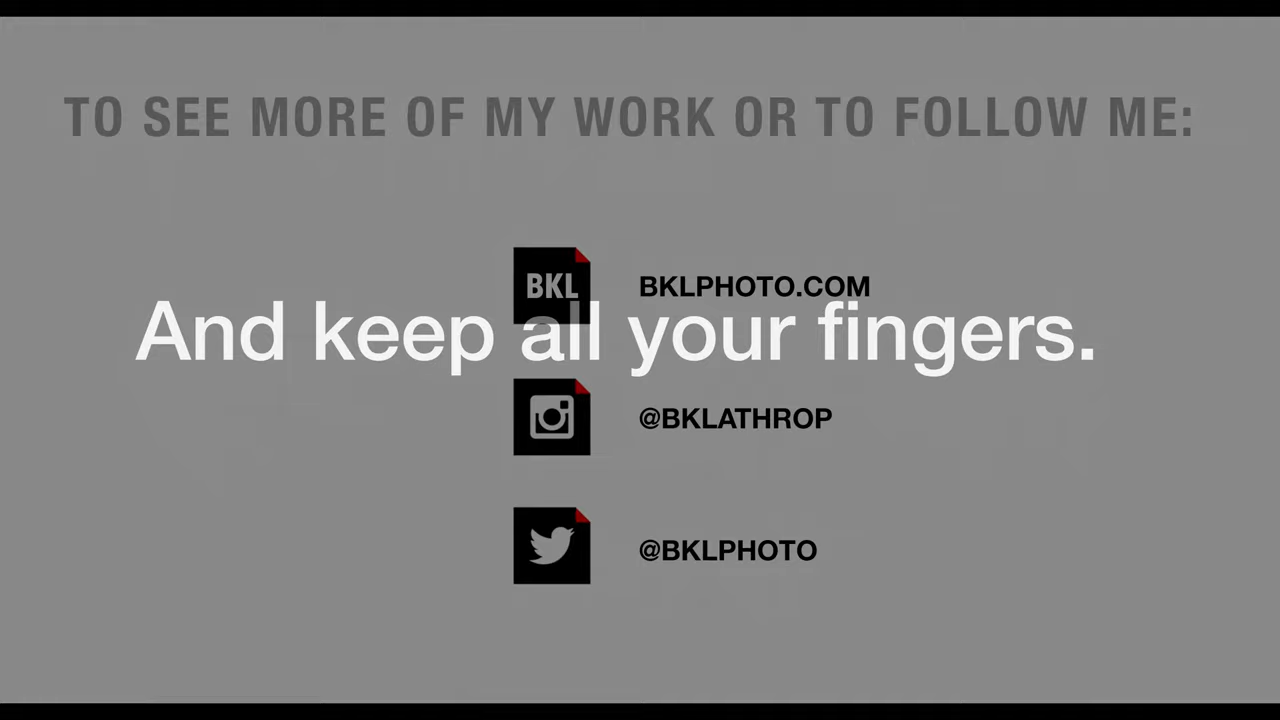 TO SEE MORE OF MY WORK OR TO FOLLOW ME:
BKL BKLPHOTO.COM
And keep all your fingers.
@BKLATHROP
@BKLPHOTO